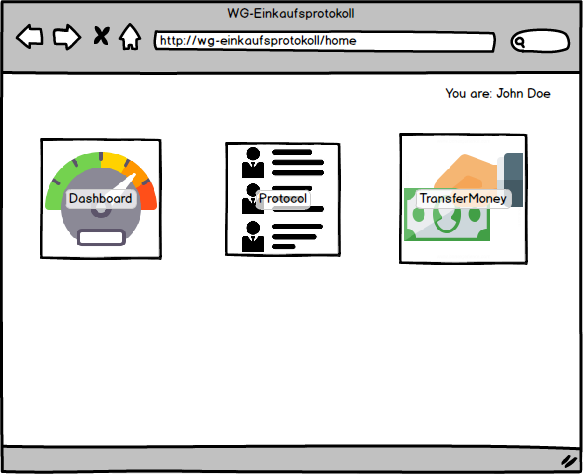 WG-Einkaufsprotokoll
http://wg-einkaufsprotokoll/home
You are: John Doe
Dashboard
Protocol
TransferMoney